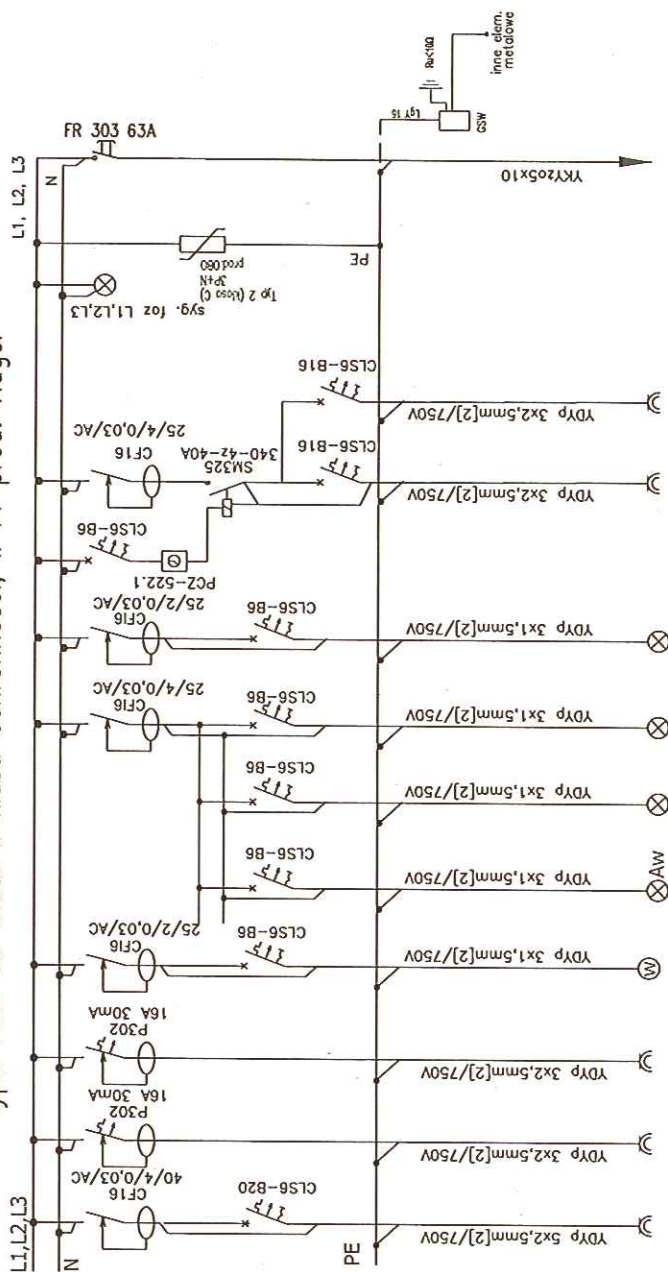 L1, L2, L3
N
FR 303 63A
LgY 15
Ru<10Ω
GSW
inne elem.
metalowe
YKYżo5x10
PE
Typ 2 (klasa C)
3P+N
prod.OBO
syg. faz L1,L2,L3
CLS6-B16
YDYp 3x2,5mm[2]/750V
CF16
25/4/0,03/AC
SM325
340-4z-40A
CLS6-B16
YDYp 3x2,5mm[2]/750V
CLS6-B6
PCZ-522.1
CF16
25/2/0,03/AC
CLS6-B6
YDYp 3x1,5mm[2]/750V
CF16
25/4/0,03/AC
CLS6-B6
YDYp 3x1,5mm[2]/750V
CLS6-B6
YDYp 3x1,5mm[2]/750V
CLS6-B6
YDYp 3x1,5mm[2]/750V
AW
CF16
25/2/0,03/AC
CLS6-B6
YDYp 3x1,5mm[2]/750V
W
P302
16A 30mA
YDYp 3x2,5mm[2]/750V
P302
16A 30mA
YDYp 3x2,5mm[2]/750V
L1,L2,L3
N
CF16
40/4/0,03/AC
CLS6-B20
PE
YDYp 5x2,5mm[2]/750V